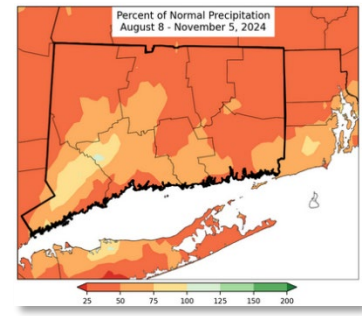 Percent of Normal Precipitation
August 8 - November 5, 2024
25 50 75 100 125 150 200